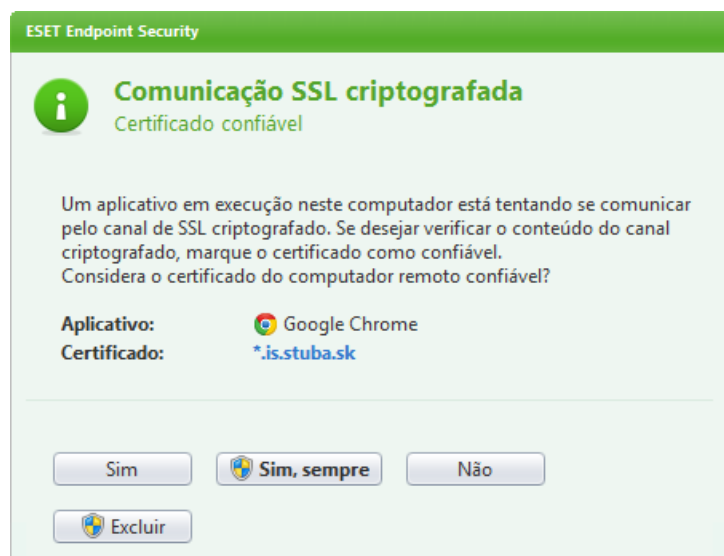 ESET Endpoint Security
Comunicação SSL criptografada
Certificado confiável
Um aplicativo em execução neste computador está tentando se comunicar
pelo canal de SSL criptografado. Se desejar verificar o conteúdo do canal
criptografado, marque o certificado como confiável.
Considera o certificado do computador remoto confiável?
Aplicativo: Google Chrome
Certificado: *.is.stuba.sk
Sim Sim, sempre Não
Excluir